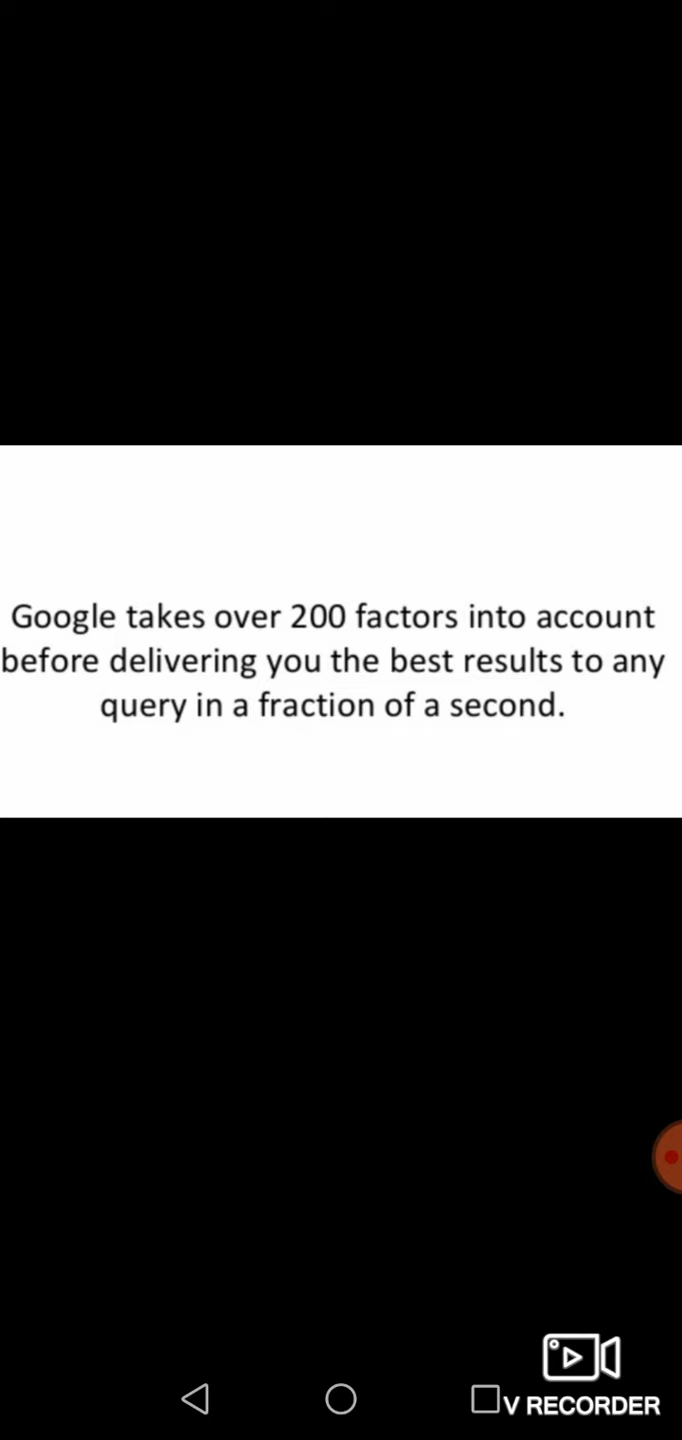 Google takes over 200 factors into account
before delivering you the best results to any
query in a fraction of a second.
V RECORDER